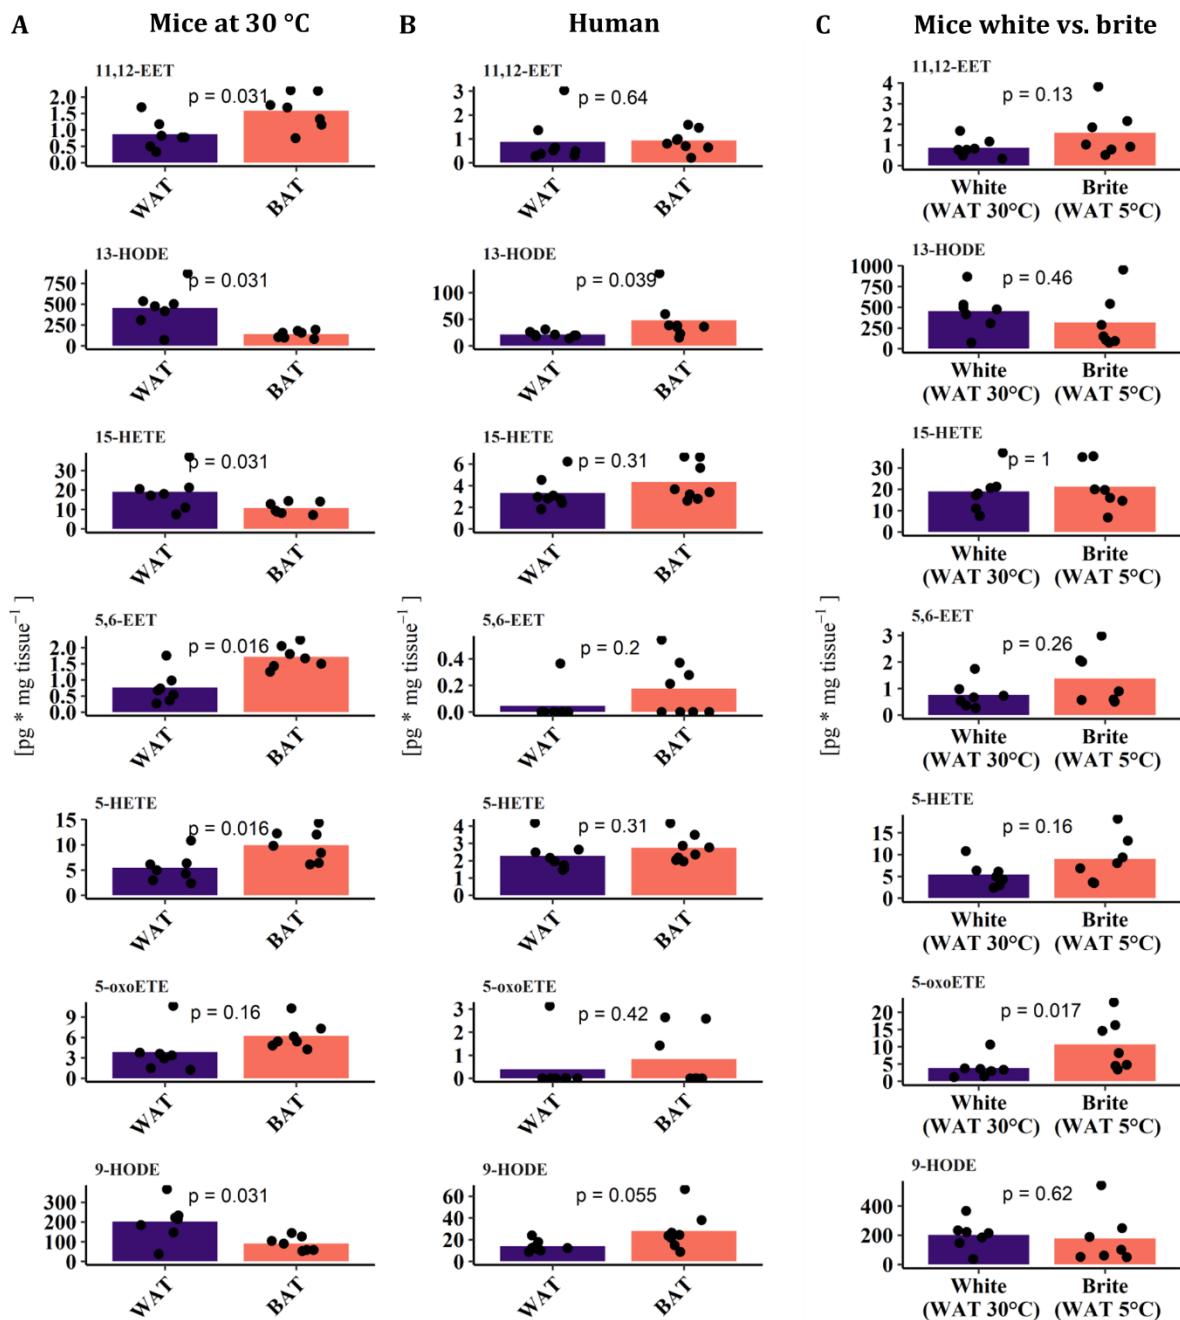 A Mice at 30 °C
11,12-EET
p = 0.031
2.0
1.5
1.0
0.5
0.0
WAT
BAT
13-HODE
p = 0.031
750
500
250
0
WAT
BAT
15-HETE
p = 0.031
30
20
10
0
WAT
BAT
[pg * mg tissue⁻¹ ]
5,6-EET
p = 0.016
2.0
1.5
1.0
0.5
0.0
WAT
BAT
5-HETE
p = 0.016
15
10
5
0
WAT
BAT
5-oxoETE
p = 0.16
9
6
3
0
WAT
BAT
9-HODE
p = 0.031
300
200
100
0
WAT
BAT
B Human
11,12-EET
p = 0.64
3
2
1
0
WAT
BAT
13-HODE
p = 0.039
100
50
0
WAT
BAT
15-HETE
p = 0.31
6
4
2
0
WAT
BAT
[pg * mg tissue⁻¹ ]
5,6-EET
p = 0.2
0.4
0.2
0.0
WAT
BAT
5-HETE
p = 0.31
4
3
2
1
0
WAT
BAT
5-oxoETE
p = 0.42
3
2
1
0
WAT
BAT
9-HODE
p = 0.055
60
40
20
0
WAT
BAT
C Mice white vs. brite
11,12-EET
p = 0.13
4
3
2
1
0
White Brite
(WAT 30°C) (WAT 5°C)
13-HODE
p = 0.46
1000
750
500
250
0
White Brite
(WAT 30°C) (WAT 5°C)
15-HETE
p = 1
30
20
10
0
White Brite
(WAT 30°C) (WAT 5°C)
[pg * mg tissue⁻¹ ]
5,6-EET
p = 0.26
3
2
1
0
White Brite
(WAT 30°C) (WAT 5°C)
5-HETE
p = 0.16
15
10
5
0
White Brite
(WAT 30°C) (WAT 5°C)
5-oxoETE
p = 0.017
20
15
10
5
0
White Brite
(WAT 30°C) (WAT 5°C)
9-HODE
p = 0.62
400
200
0
White Brite
(WAT 30°C) (WAT 5°C)